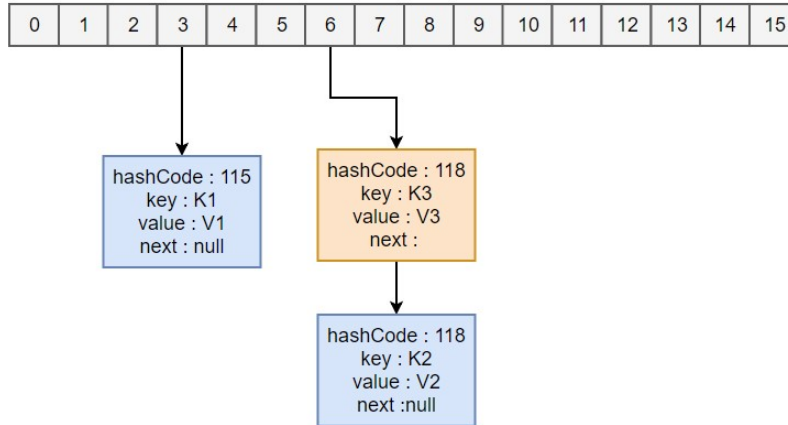 0 1 2 3 4 5 6 7 8 9 10 11 12 13 14 15
hashCode : 115
key : K1
value : V1
next : null
hashCode : 118
key : K3
value : V3
next :
hashCode : 118
key : K2
value : V2
next :null